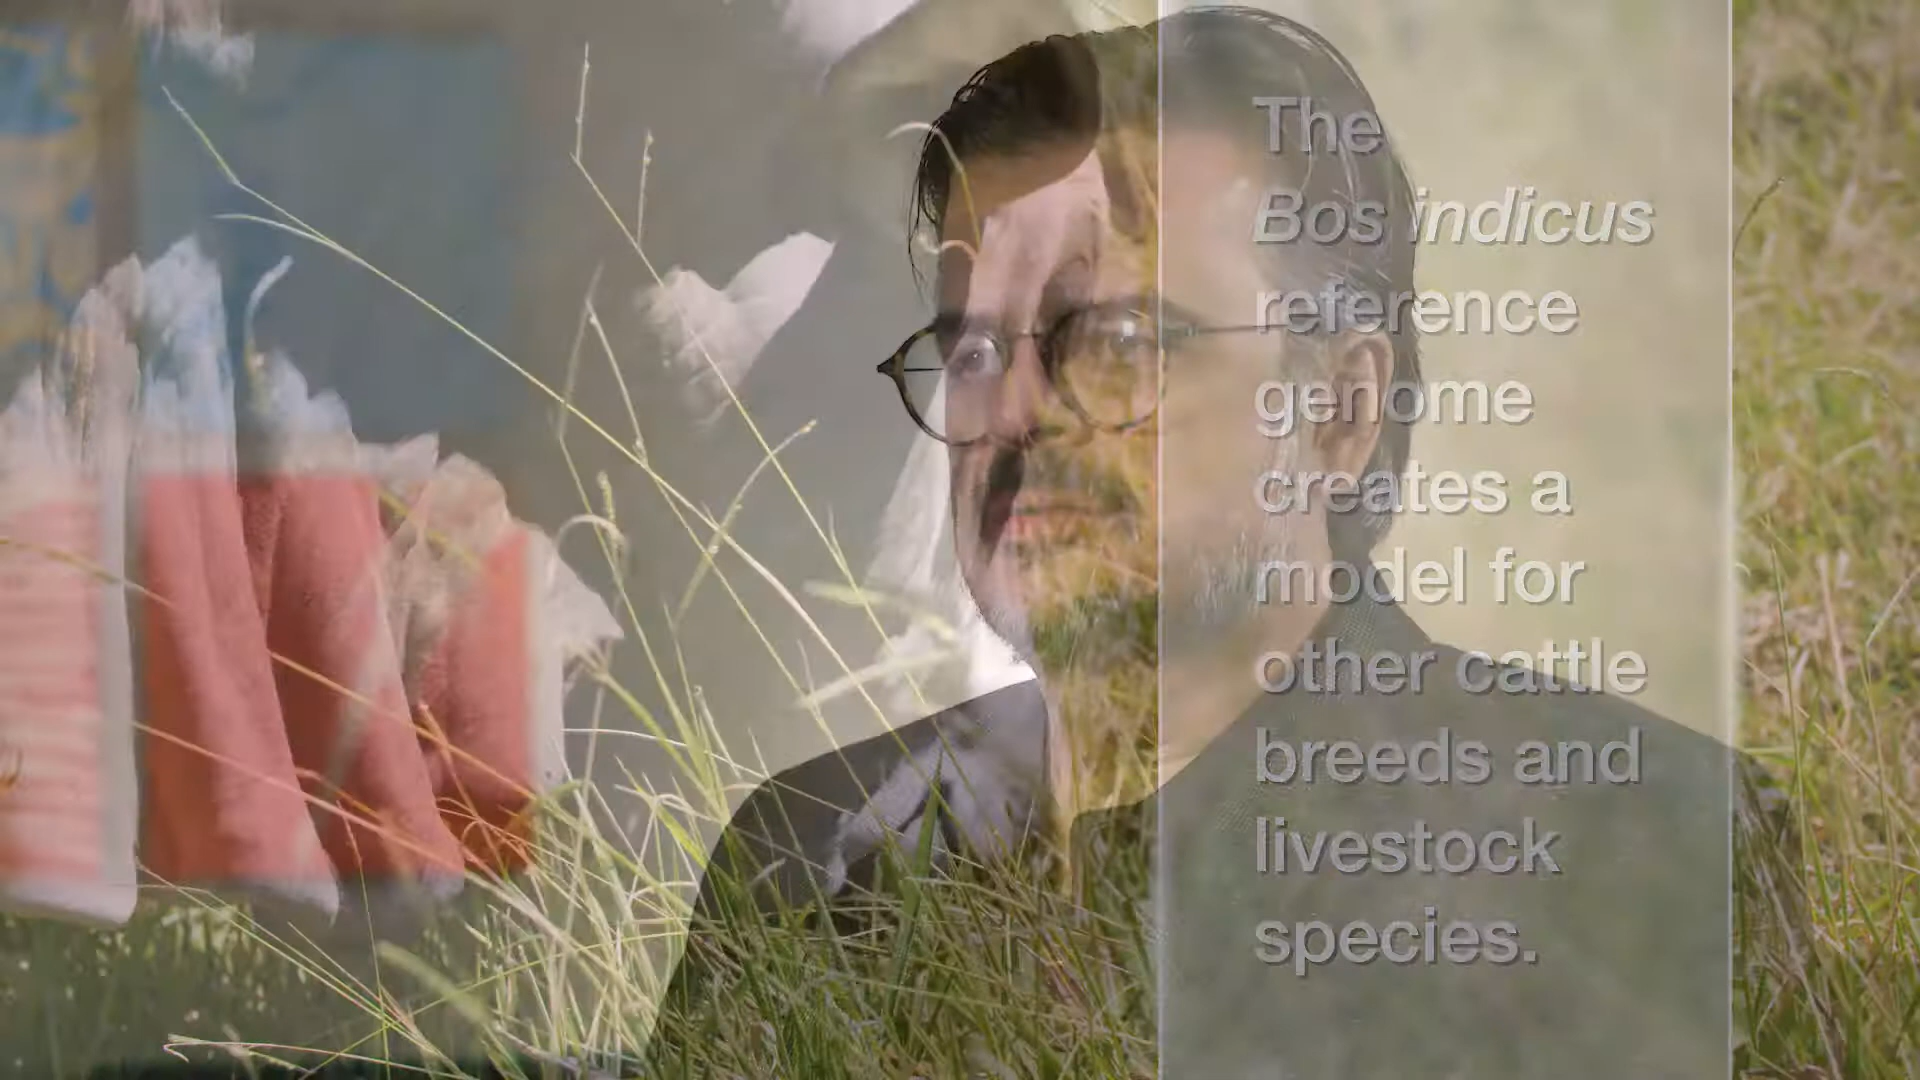 The
Bos indicus
reference
genome
creates a
model for
other cattle
breeds and
livestock
species.